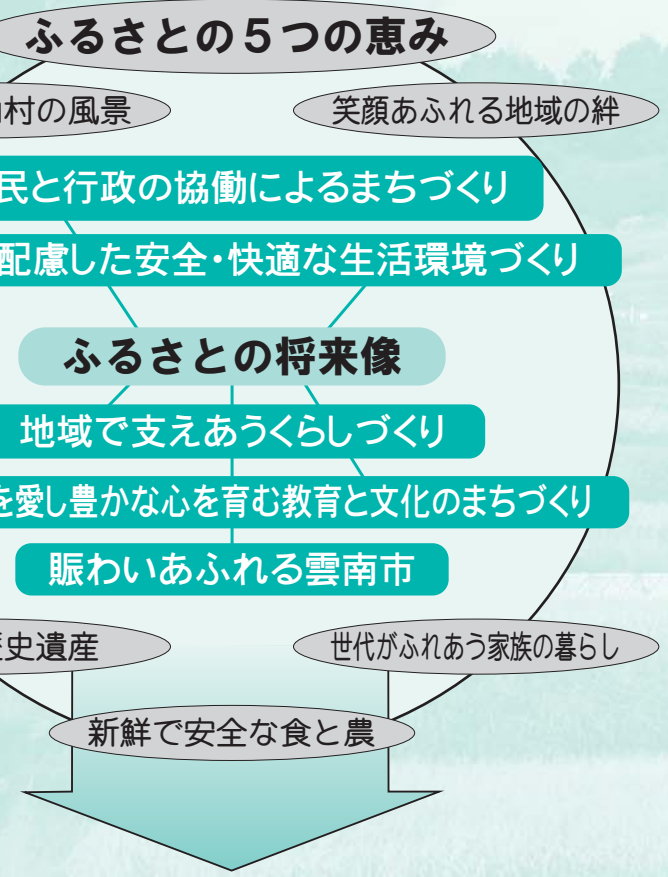 ふるさとの5つの恵み
村の風景
笑顔あふれる地域の絆
民と行政の協働によるまちづくり
配慮した安全・快適な生活環境づくり
ふるさとの将来像
地域で支えあうくらしづくり
を愛し豊かな心を育む教育と文化のまちづくり
賑わいあふれる雲南市
史遺産
世代がふれあう家族の暮らし
新鮮で安全な食と農